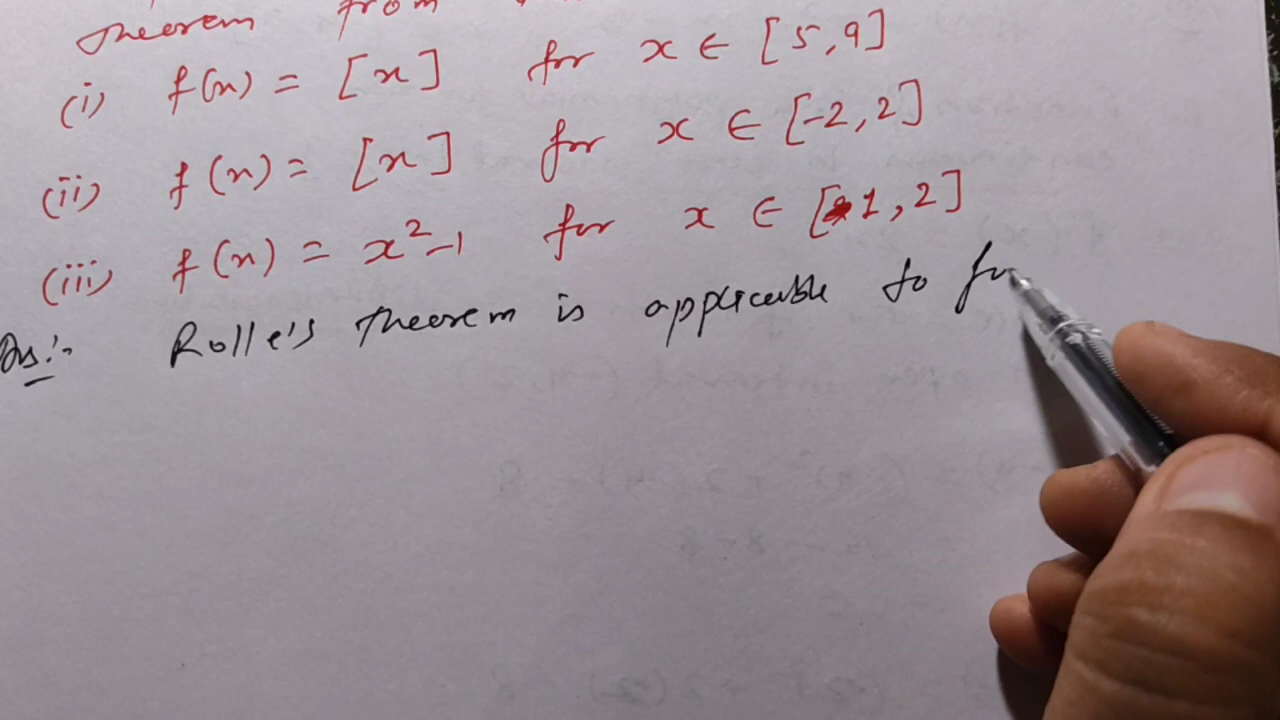 theorem from
(i) f(x) = [x] for x ∈ [5,9]
(ii) f(x) = [x] for x ∈ [-2,2]
(iii) f(x) = x²-1 for x ∈ [1,2]
Ans:- Rolle's theorem is applicable to fu